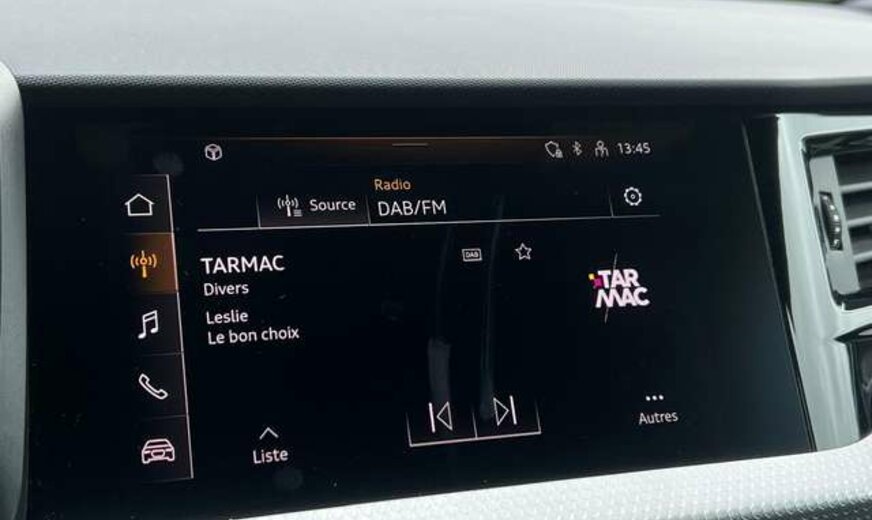 13:45
Radio
Source
DAB/FM
TARMAC
DAB
Divers
TAR
MAC
Leslie
Le bon choix
Autres
Liste